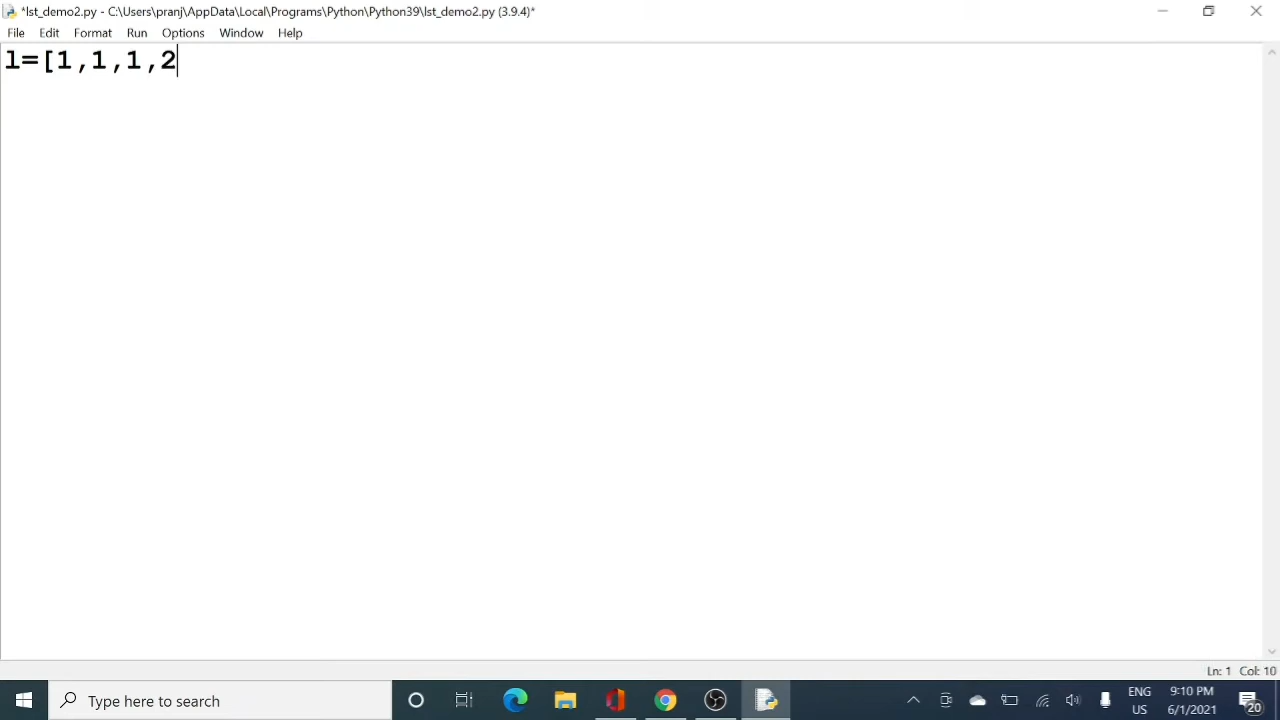 *lst_demo2.py - C:\Users\pranj\AppData\Local\Programs\Python\Python39\lst_demo2.py (3.9.4)*
File Edit Format Run Options Window Help
l=[1,1,1,2
Ln: 1 Col: 10
Type here to search
ENG
US
9:10 PM
6/1/2021
20